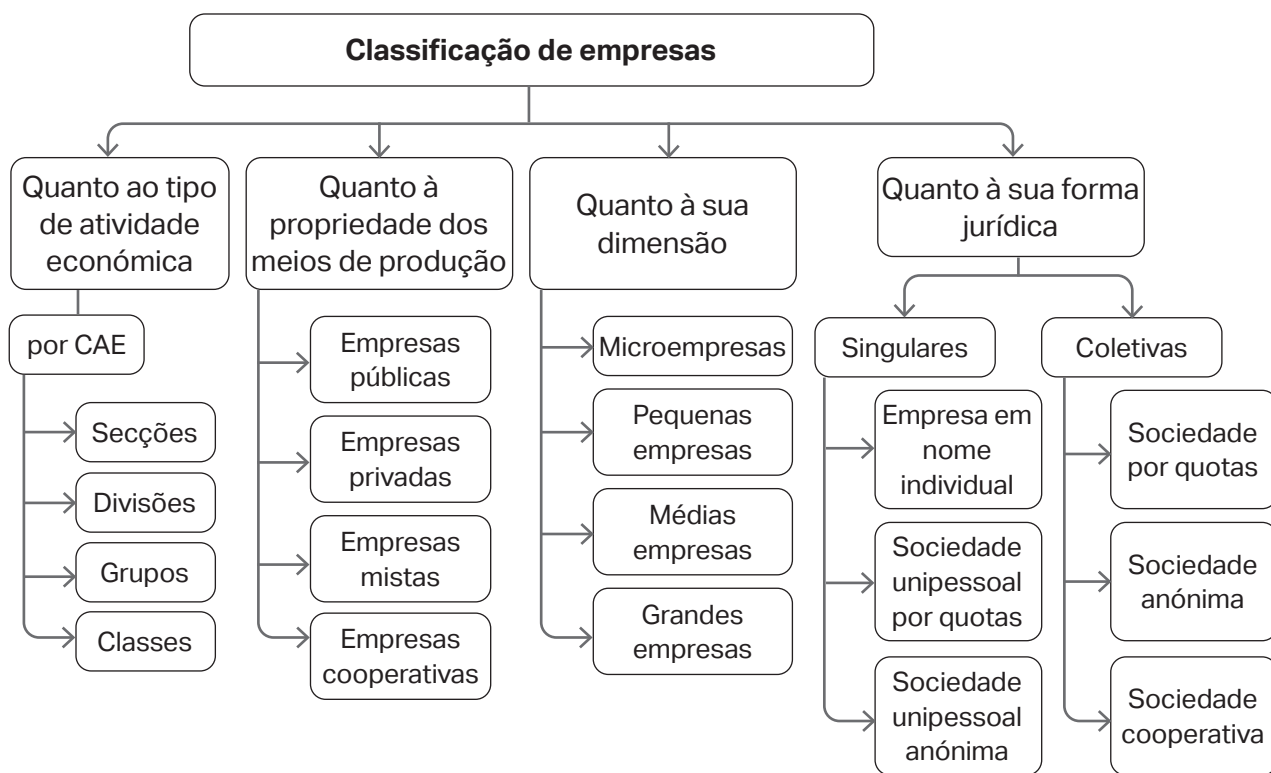 Classificação de empresas
Quanto ao tipo
de atividade
económica
por CAE
Secções
Divisões
Grupos
Classes
Quanto à
propriedade dos
meios de produção
Empresas
públicas
Empresas
privadas
Empresas
mistas
Empresas
cooperativas
Quanto à sua
dimensão
Microempresas
Pequenas
empresas
Médias
empresas
Grandes
empresas
Quanto à sua forma
jurídica
Singulares
Empresa em
nome
individual
Sociedade
unipessoal
por quotas
Sociedade
unipessoal
anónima
Coletivas
Sociedade
por quotas
Sociedade
anónima
Sociedade
cooperativa